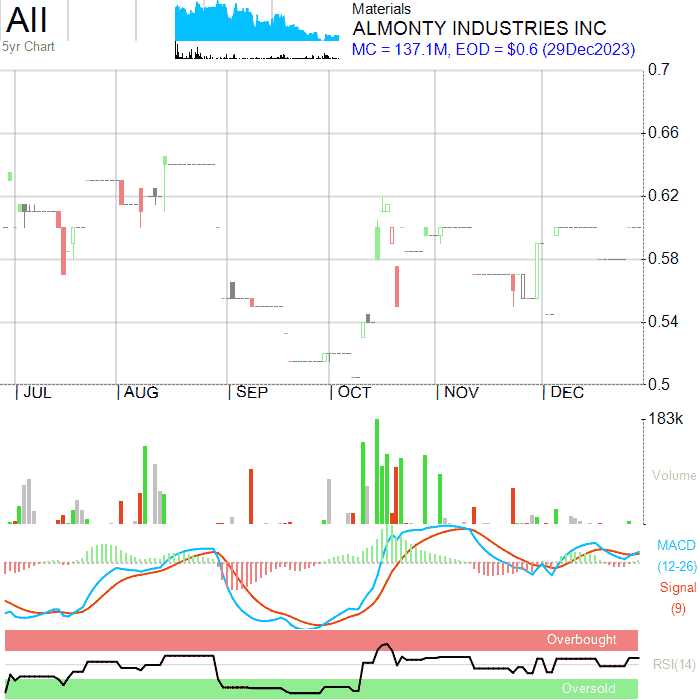 AII
5yr Chart
Materials
ALMONTY INDUSTRIES INC
MC = 137.1M, EOD = $0.6 (29Dec2023)
0.7
0.66
0.62
0.58
0.54
0.5
JUL AUG SEP OCT NOV DEC
183k
Volume
MACD
(12-26)
Signal
(9)
Overbought
RSI(14)
Oversold